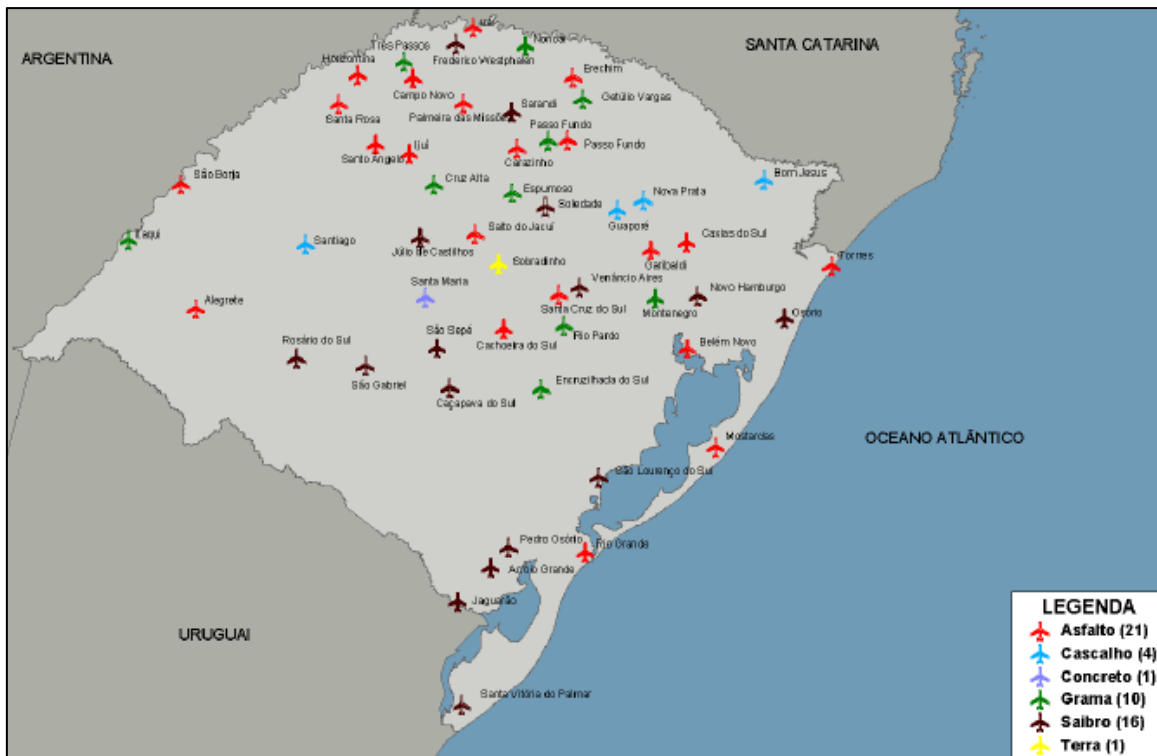 ARGENTINA
SANTA CATARINA
Iraí
Três Passos
Nonoai
Horizontina
Frederico Westphalen
Erechim
Campo Novo
Getúlio Vargas
Santa Rosa
Palmeira das Missões
Sarandi
Passo Fundo
Passo Fundo
Santo Angelo
Ijuí
Carazinho
São Borja
Cruz Alta
Espumoso
Nova Prata
Bom Jesus
Soledade
Guaporé
Itaqui
Santiago
Júlio de Castilhos
Salto do Jacuí
Caxias do Sul
Garibaldi
Torres
Sobradinho
Santa Maria
Venâncio Aires
Novo Hamburgo
Alegrete
Santa Cruz do Sul
Montenegro
Osório
Rosário do Sul
São Sepé
Cachoeira do Sul
Rio Pardo
Belém Novo
São Gabriel
Caçapava do Sul
Encruzilhada do Sul
Mostardas
OCEANO ATLÂNTICO
São Lourenço do Sul
Pedro Osório
Rio Grande
Arroio Grande
Jaguarão
URUGUAI
Santa Vitória do Palmar
LEGENDA
Asfalto (21)
Cascalho (4)
Concreto (1)
Grama (10)
Saibro (16)
Terra (1)